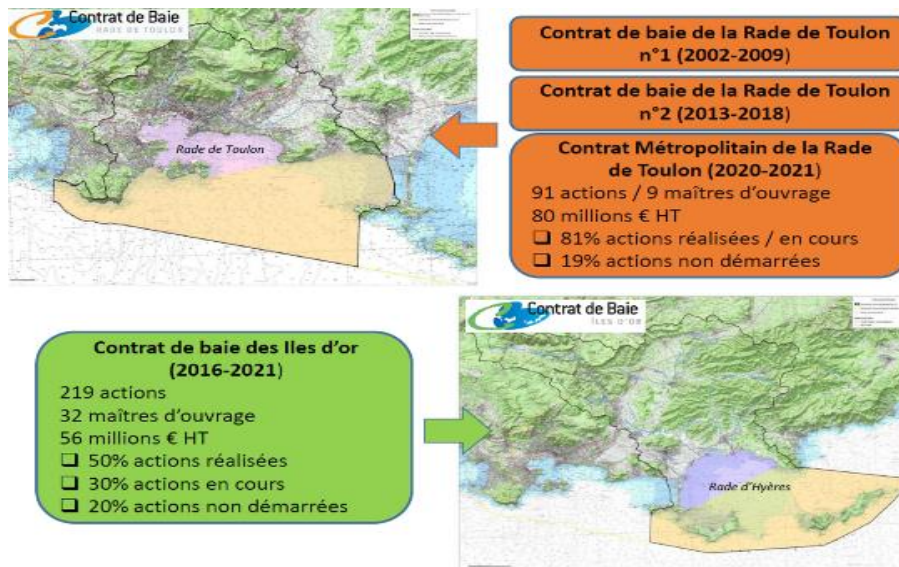 Contrat de Baie
RADE DE TOULON
Rade de Toulon
Contrat de baie de la Rade de Toulon
n°1 (2002-2009)
Contrat de baie de la Rade de Toulon
n°2 (2013-2018)
Contrat Métropolitain de la Rade
de Toulon (2020-2021)
91 actions / 9 maîtres d'ouvrage
80 millions € HT
❑ 81% actions réalisées / en cours
❑ 19% actions non démarrées
Contrat de baie des Iles d'or
(2016-2021)
219 actions
32 maîtres d'ouvrage
56 millions € HT
❑ 50% actions réalisées
❑ 30% actions en cours
❑ 20% actions non démarrées
Contrat de Baie
ÎLES D'OR
Rade d'Hyères